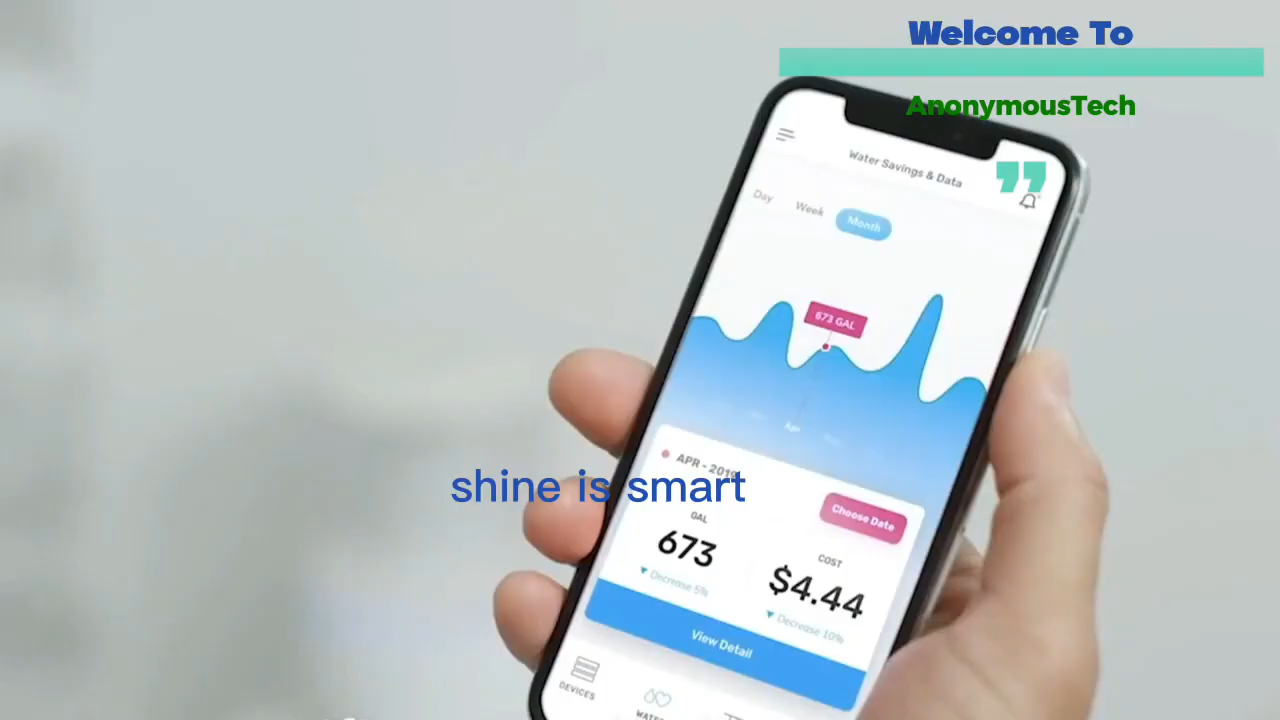 Welcome To
AnonymousTech
Water Savings & Data
Day
Week
Month
673 GAL
Apr
APR - 2019
shine is smart
Choose Date
GAL
673
Decrease 5%
COST
$4.44
Decrease 10%
View Detail
DEVICES